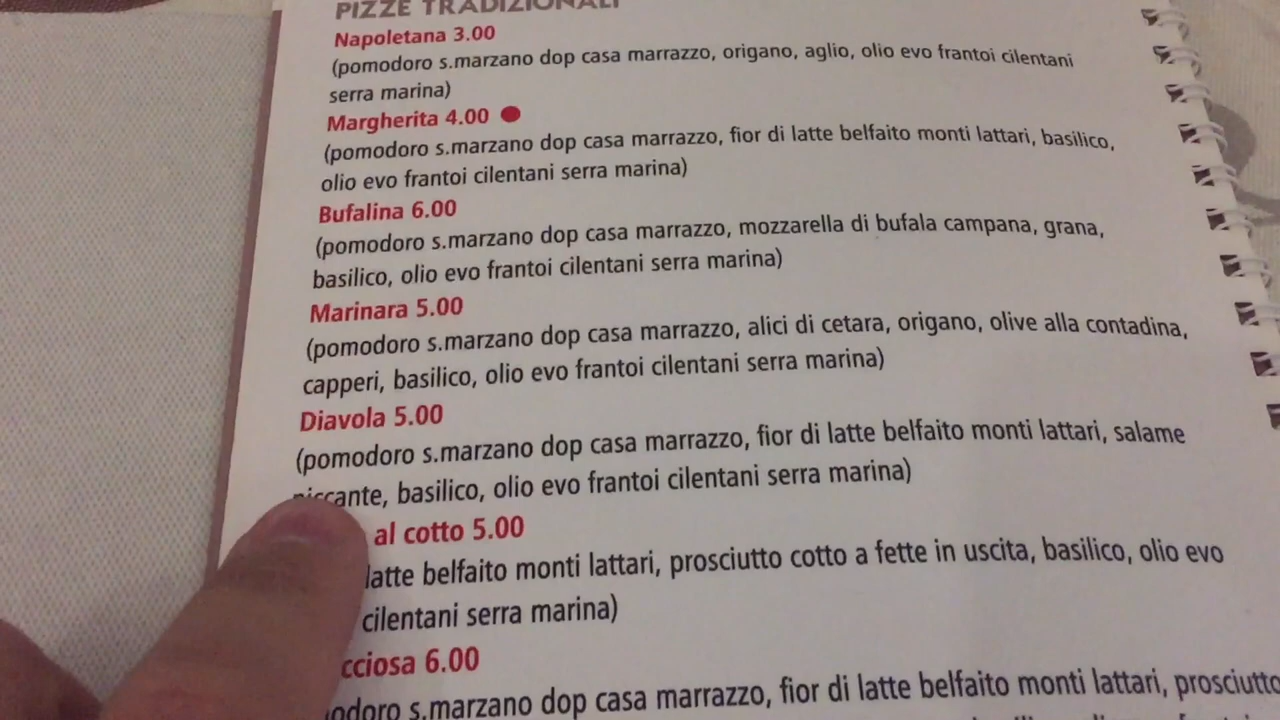 PIZZE TRADIZIONALI
Napoletana 3.00
(pomodoro s.marzano dop casa marrazzo, origano, aglio, olio evo frantoi cilentani
serra marina)
Margherita 4.00
(pomodoro s.marzano dop casa marrazzo, fior di latte belfaito monti lattari, basilico,
olio evo frantoi cilentani serra marina)
Bufalina 6.00
(pomodoro s.marzano dop casa marrazzo, mozzarella di bufala campana, grana,
basilico, olio evo frantoi cilentani serra marina)
Marinara 5.00
(pomodoro s.marzano dop casa marrazzo, alici di cetara, origano, olive alla contadina,
capperi, basilico, olio evo frantoi cilentani serra marina)
Diavola 5.00
(pomodoro s.marzano dop casa marrazzo, fior di latte belfaito monti lattari, salame
piccante, basilico, olio evo frantoi cilentani serra marina)
al cotto 5.00
latte belfaito monti lattari, prosciutto cotto a fette in uscita, basilico, olio evo
cilentani serra marina)
cciosa 6.00
odoro s.marzano dop casa marrazzo, fior di latte belfaito monti lattari, prosciutto